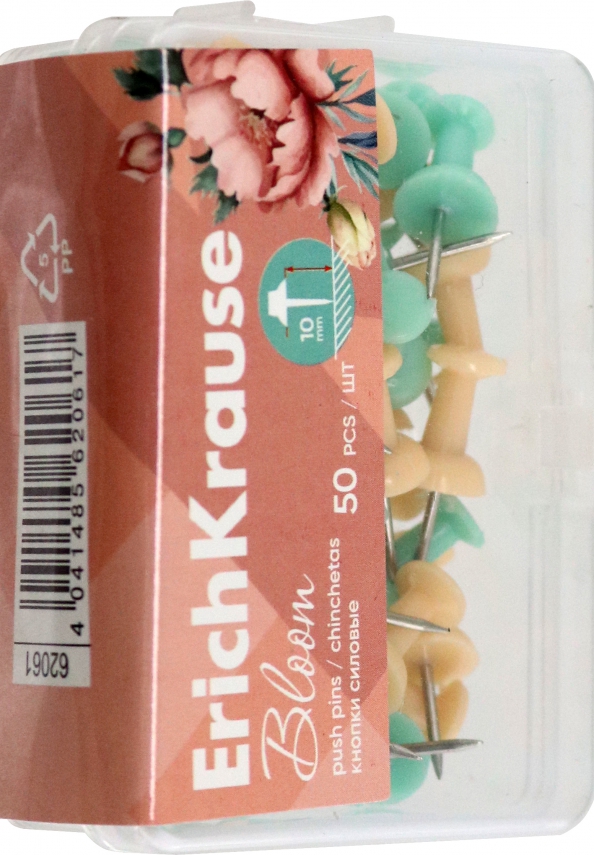 ErichKrause
Bloom
push pins / chinchetas
кнопки силовые
50 PCS / ШТ
10
mm
5
PP
4 041485 620617
62061